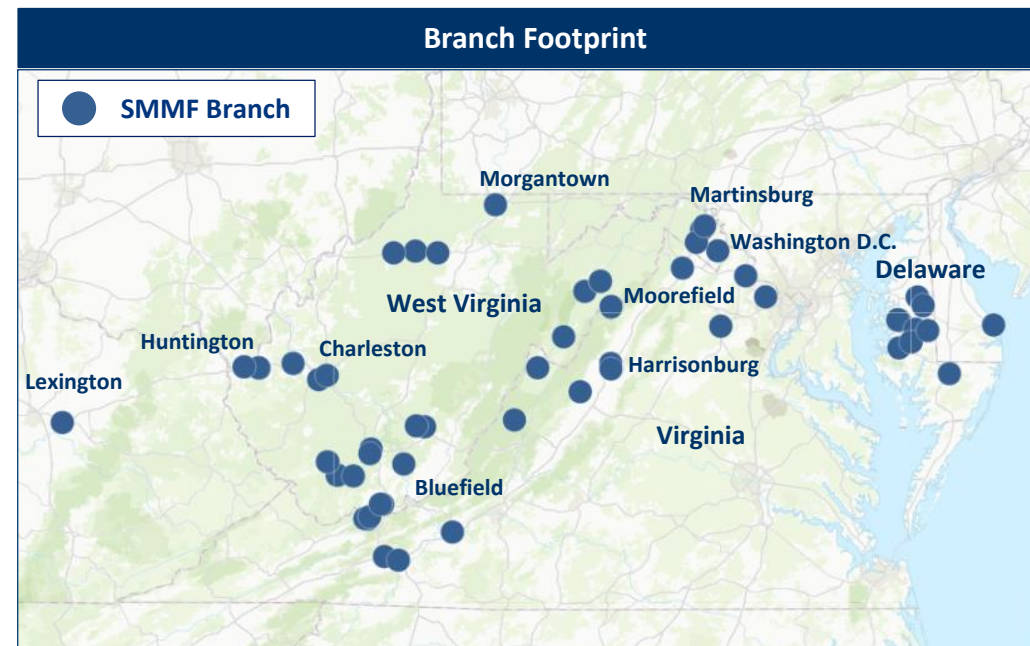 Branch Footprint
SMMF Branch
Morgantown
Martinsburg
Washington D.C.
Delaware
West Virginia
Moorefield
Huntington
Charleston
Harrisonburg
Lexington
Virginia
Bluefield